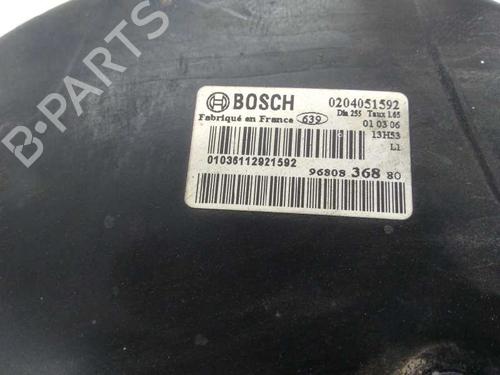 B-PARTS
BOSCH 0204051592
Dia 255 Taux 1.65
Fabriqué en France 639 01 03 06
13H53
L1
01036112921592
96808 368 80